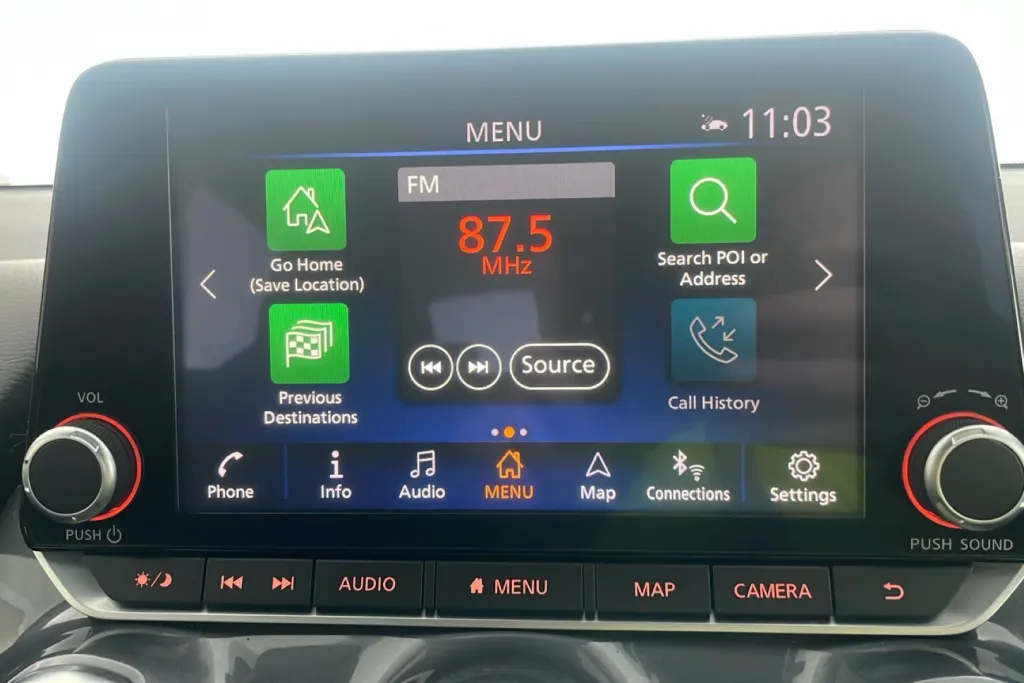 MENU
11:03
FM
87.5
MHz
Source
Go Home
(Save Location)
Previous
Destinations
Search POI or
Address
Call History
Phone
Info
Audio
MENU
Map
Connections
Settings
VOL
PUSH
PUSH SOUND
AUDIO
MENU
MAP
CAMERA